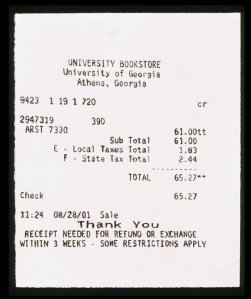 UNIVERSITY BOOKSTORE
University of Georgia
Athens, Georgia
9423 1 19 1 720 cr
2947319 390
ARST 7330 61.00tt
Sub Total 61.00
E - Local Taxes Total 1.83
F - State Tax Total 2.44
----------
TOTAL 65.27**
Check 65.27
11:24 08/28/01 Sale
Thank You
RECEIPT NEEDED FOR REFUND OR EXCHANGE
WITHIN 3 WEEKS - SOME RESTRICTIONS APPLY